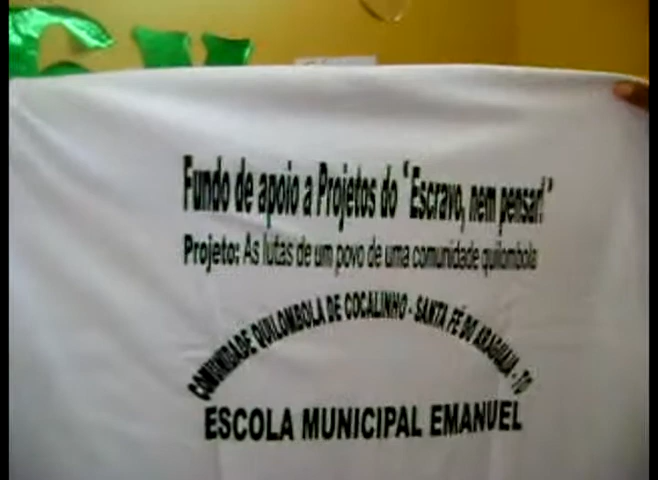 Fundo de apoio a Projetos do "Escravo, nem pensar!"
Projeto: As lutas de um povo de uma comunidade quilombola
COMUNIDADE QUILOMBOLA DE COCALINHO - SANTA FÉ DO ARAGUAIA - TO
ESCOLA MUNICIPAL EMANUEL